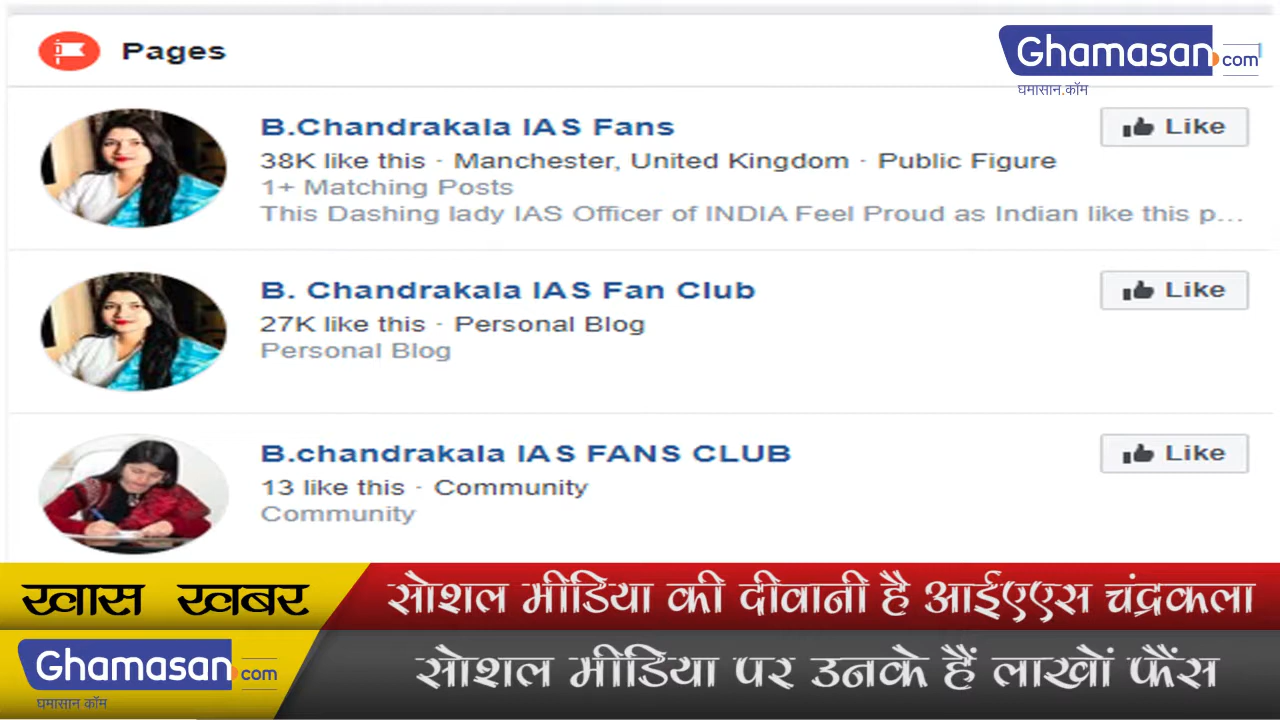 Pages
Ghamasan.com
घमासान.कॉम
B.Chandrakala IAS Fans
Like
38K like this · Manchester, United Kingdom · Public Figure
1+ Matching Posts
This Dashing lady IAS Officer of INDIA Feel Proud as Indian like this p...
B. Chandrakala IAS Fan Club
Like
27K like this · Personal Blog
Personal Blog
B.chandrakala IAS FANS CLUB
Like
13 like this · Community
Community
खास खबर
सोशल मीडिया की दीवानी है आईएएस चंद्रकला
Ghamasan.com
घमासान कॉम
सोशल मीडिया पर उनके हैं लाखों फैंस